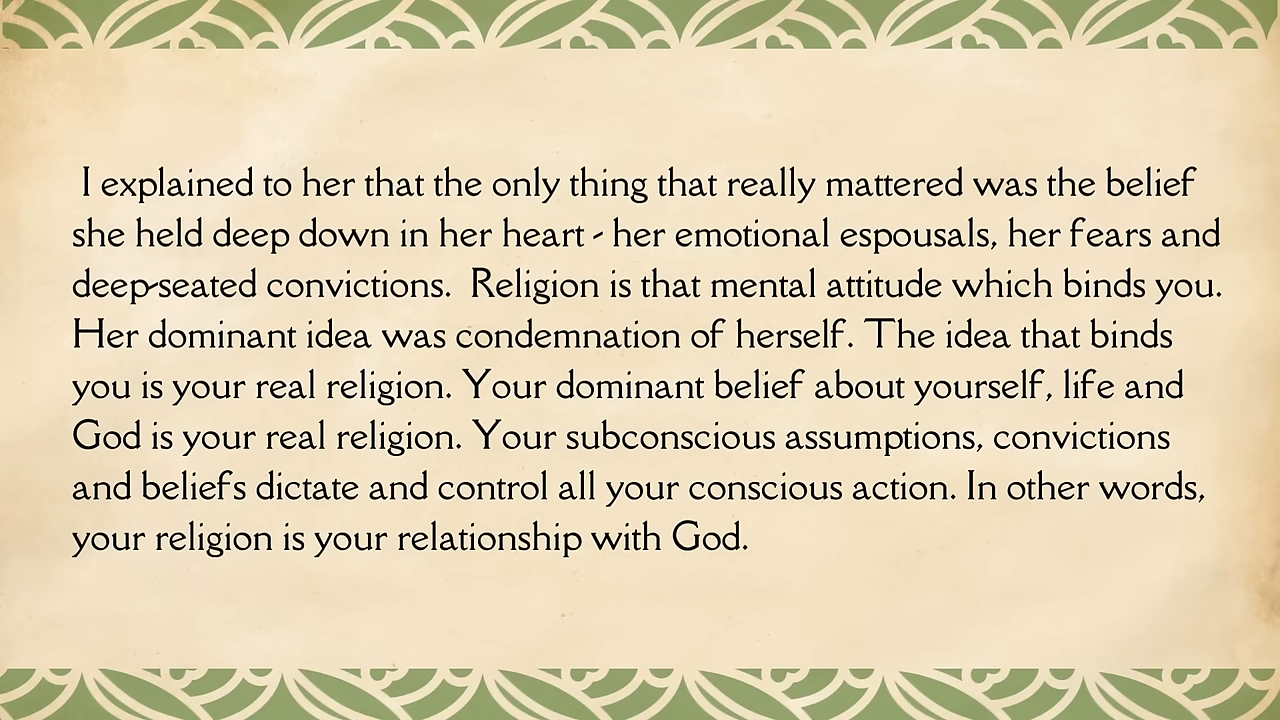 I explained to her that the only thing that really mattered was the belief
she held deep down in her heart - her emotional espousals, her fears and
deep-seated convictions.  Religion is that mental attitude which binds you.
Her dominant idea was condemnation of herself. The idea that binds
you is your real religion. Your dominant belief about yourself, life and
God is your real religion. Your subconscious assumptions, convictions
and beliefs dictate and control all your conscious action. In other words,
your religion is your relationship with God.